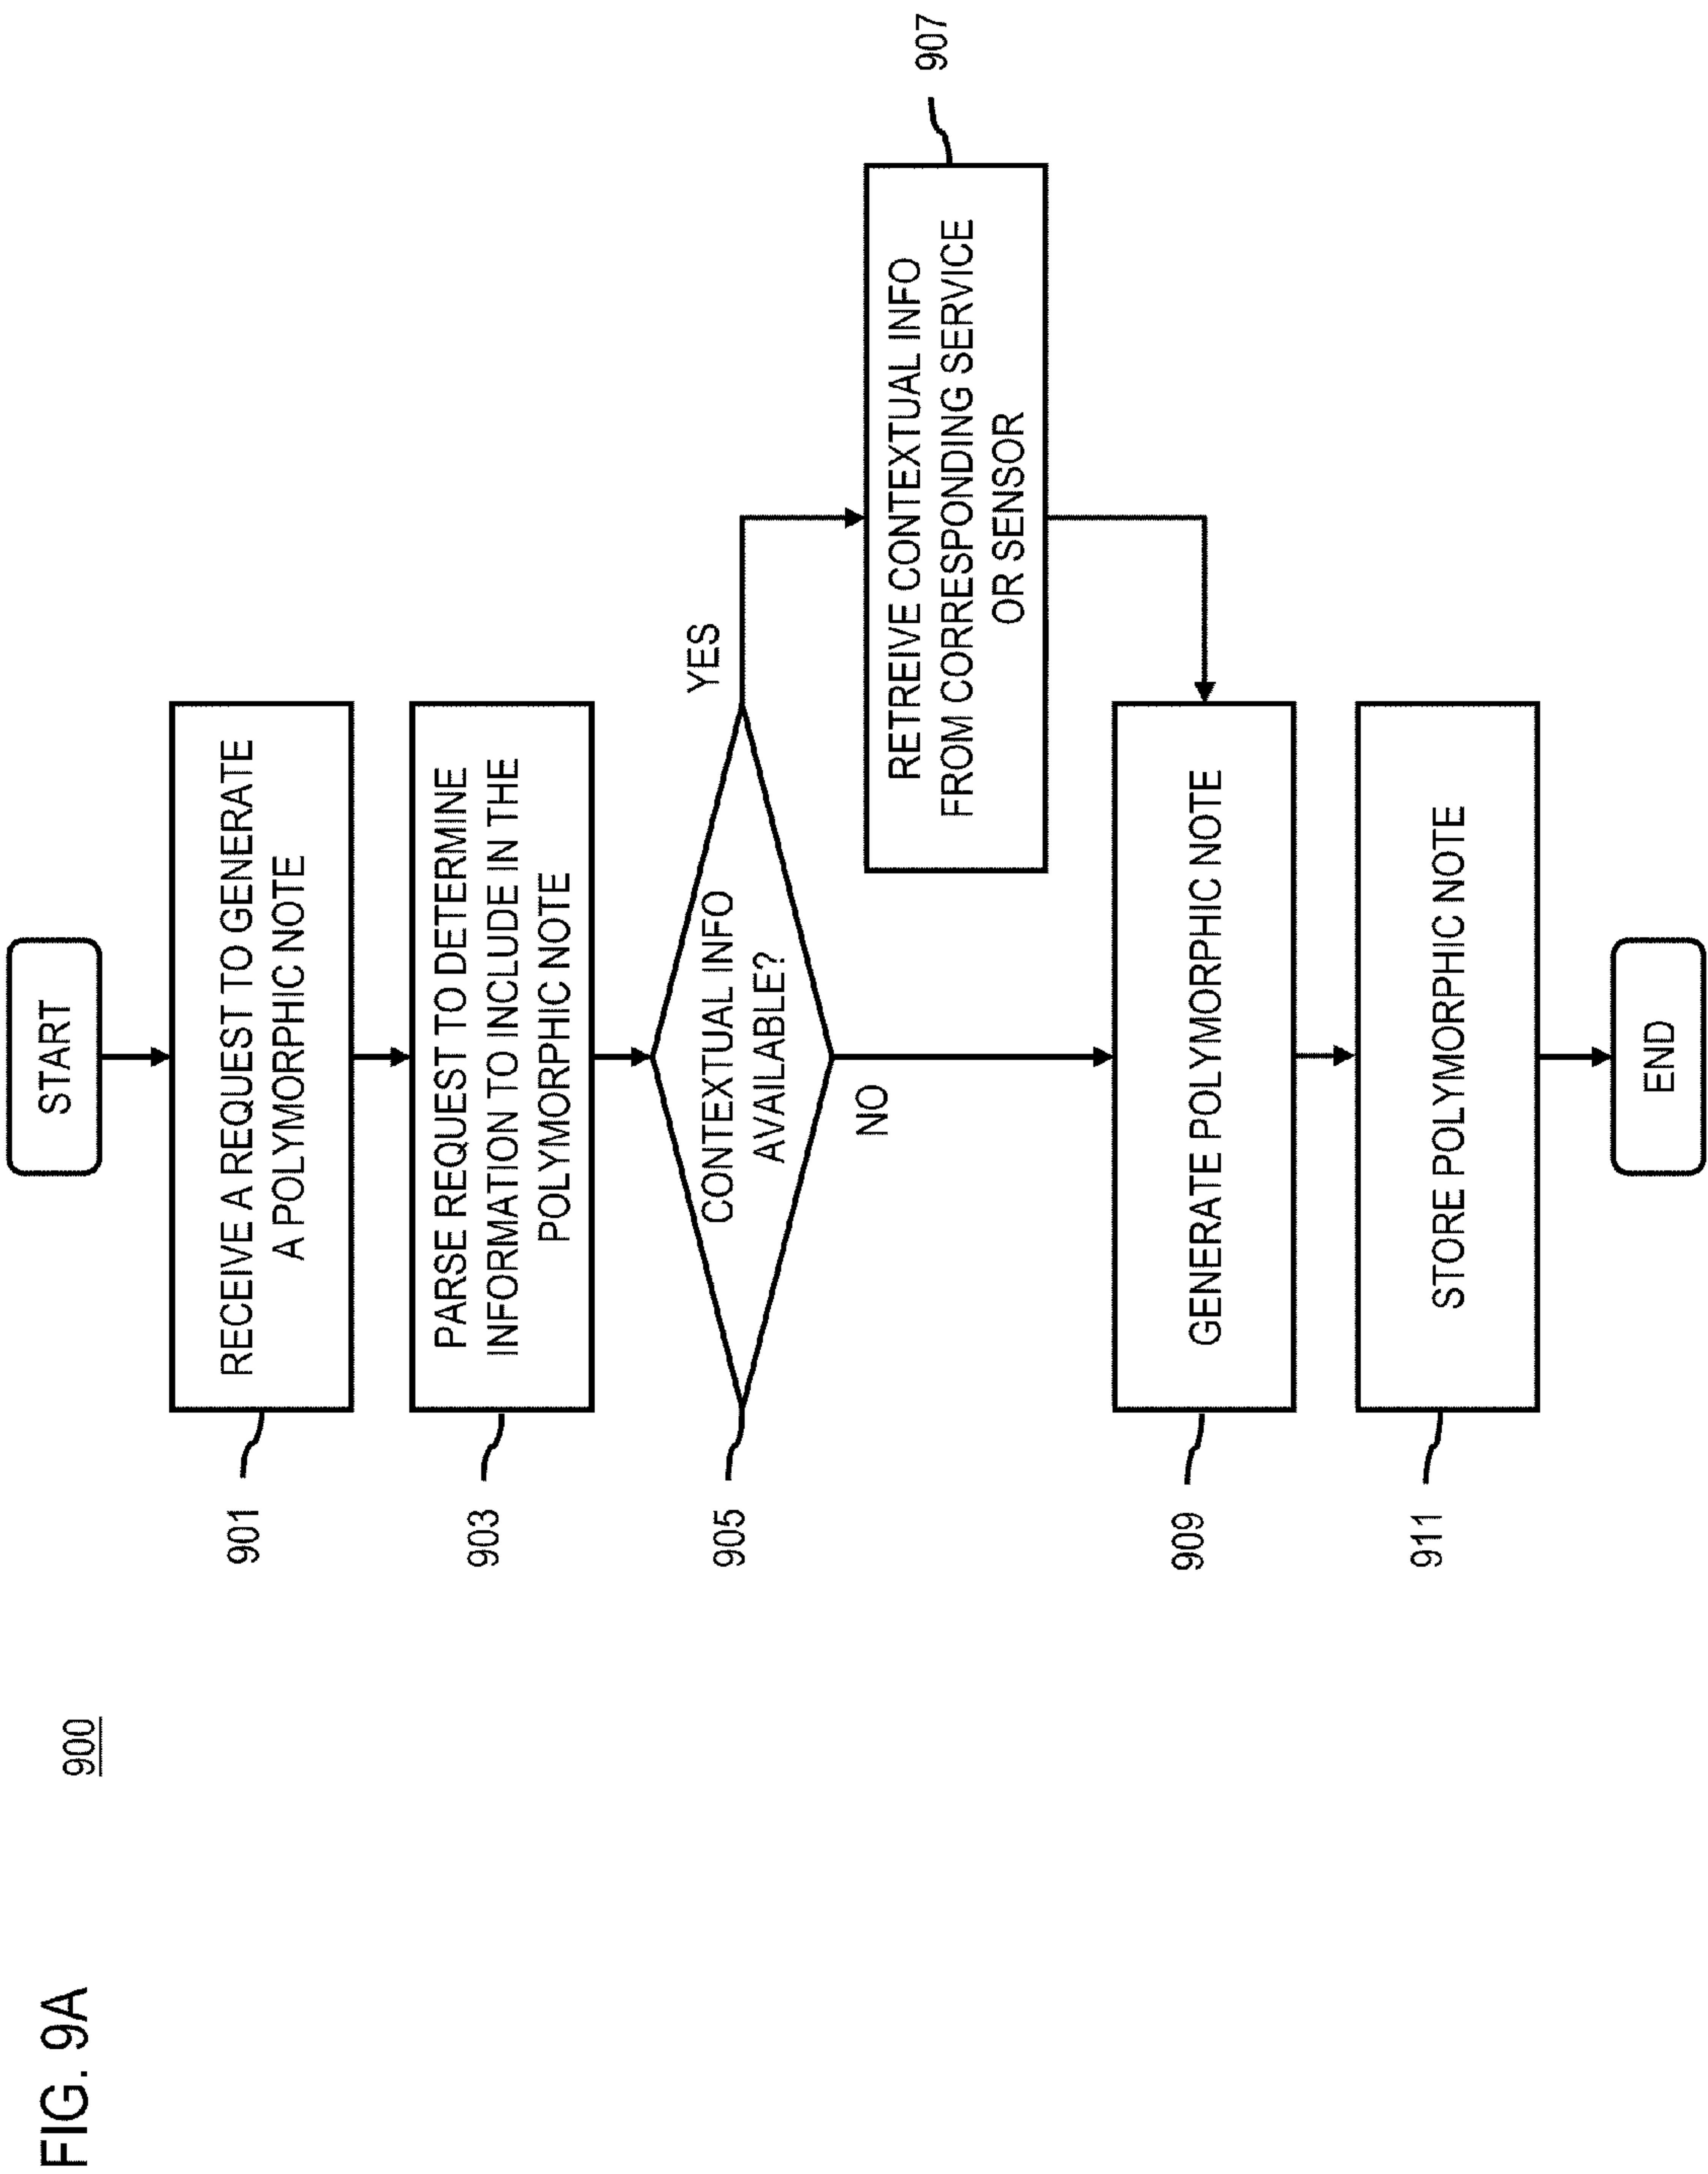 FIG. 9A
900
START
901
RECEIVE A REQUEST TO GENERATE
A POLYMORPHIC NOTE
903
PARSE REQUEST TO DETERMINE
INFORMATION TO INCLUDE IN THE
POLYMORPHIC NOTE
905
CONTEXTUAL INFO
AVAILABLE?
YES
NO
907
RETREIVE CONTEXTUAL INFO
FROM CORRESPONDING SERVICE
OR SENSOR
909
GENERATE POLYMORPHIC NOTE
911
STORE POLYMORPHIC NOTE
END